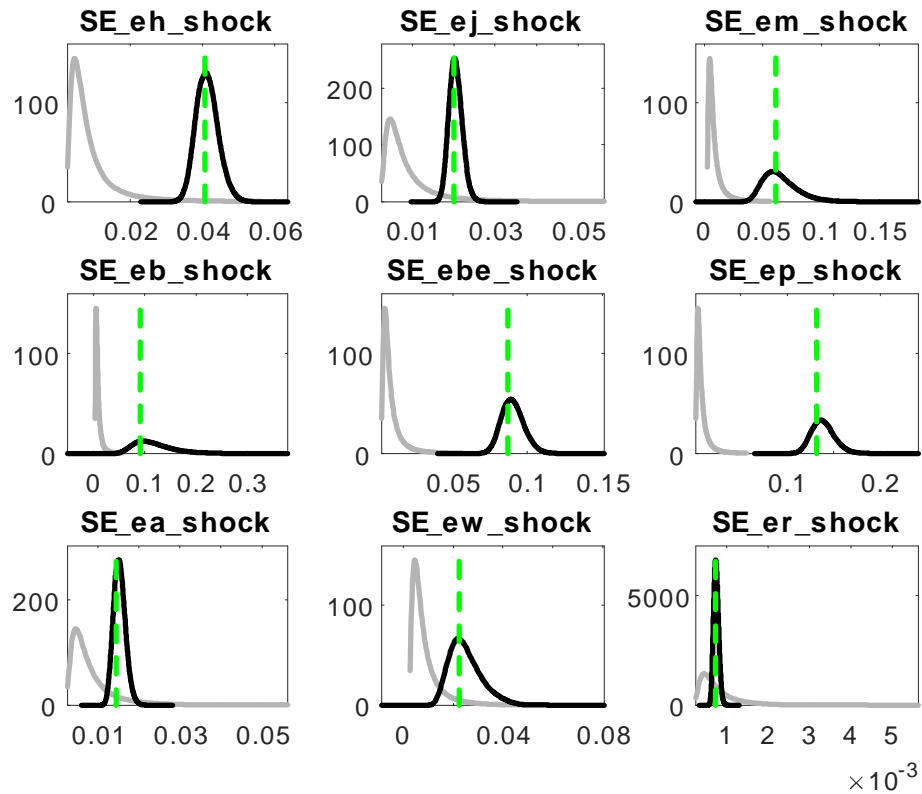 SE_eh_shock SE_ej_shock SE_em_shock
100
0
0.02 0.04 0.06
200
100
0
0.01 0.03 0.05
100
0
0 0.05 0.1 0.15
SE_eb_shock SE_ebe_shock SE_ep_shock
100
0
0 0.1 0.2 0.3
100
0
0.05 0.1 0.15
100
0
0.1 0.2
SE_ea_shock SE_ew_shock SE_er_shock
200
0
0.01 0.03 0.05
100
0
0 0.04 0.08
5000
0
1 2 3 4 5
×10-3